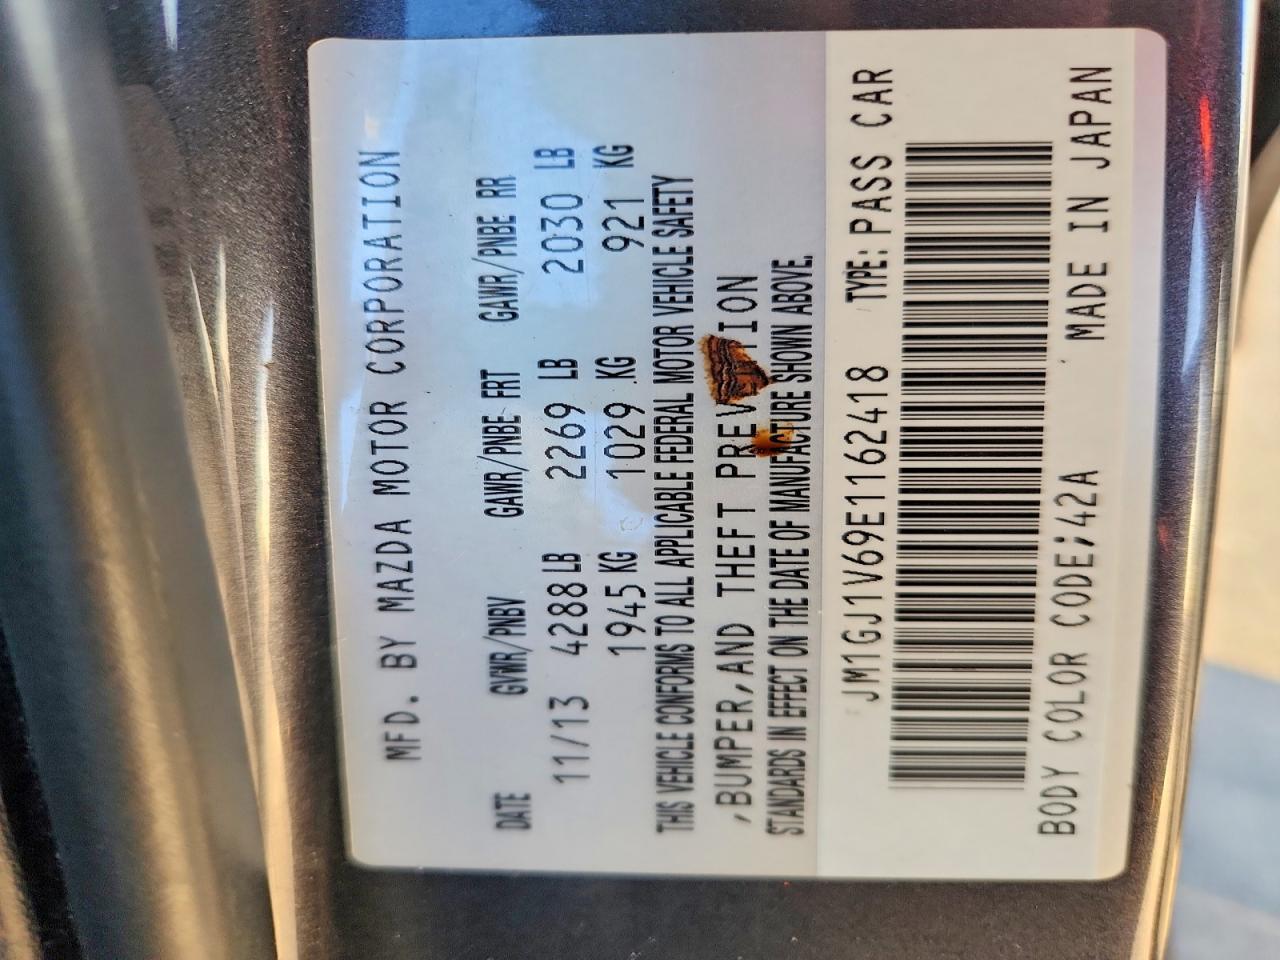 MFD. BY MAZDA MOTOR CORPORATION
DATE GVWR/PNBV GAWR/PNBE FRT GAWR/PNBE RR
11/13 4288 LB 2269 LB 2030 LB
1945 KG 1029 KG 921 KG
THIS VEHICLE CONFORMS TO ALL APPLICABLE FEDERAL MOTOR VEHICLE SAFETY
,BUMPER,AND THEFT
STANDARDS IN EFFECT ON THE DATE OF MANUFACTURE SHOWN ABOVE.
JM1GJ1V69E1162418 TYPE: PASS CAR
BODY COLOR CODE:42A MADE IN JAPAN